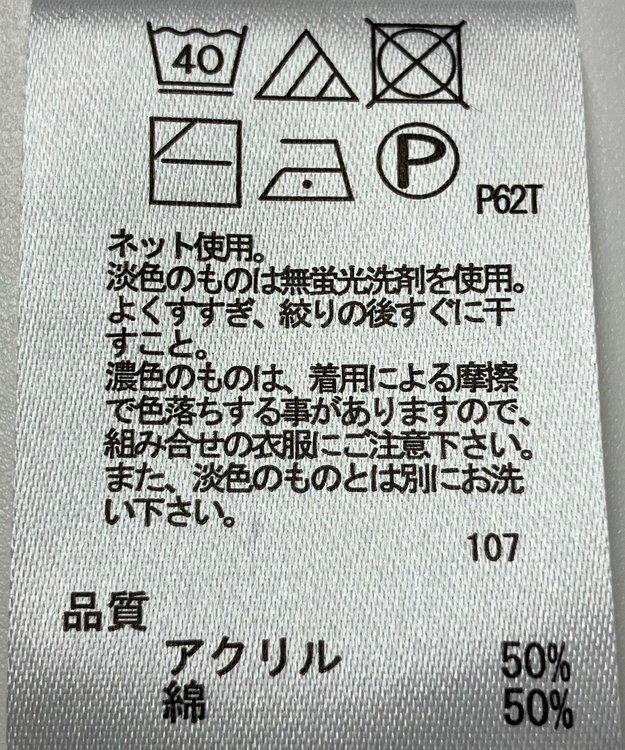 40
P
P62T
ネット使用。
淡色のものは無蛍光洗剤を使用。
よくすすぎ、絞りの後すぐに干
すこと。
濃色のものは、着用による摩擦
で色落ちする事がありますので、
組み合せの衣服にご注意下さい。
また、淡色のものとは別にお洗
い下さい。
107
品質
アクリル 50%
綿 50%